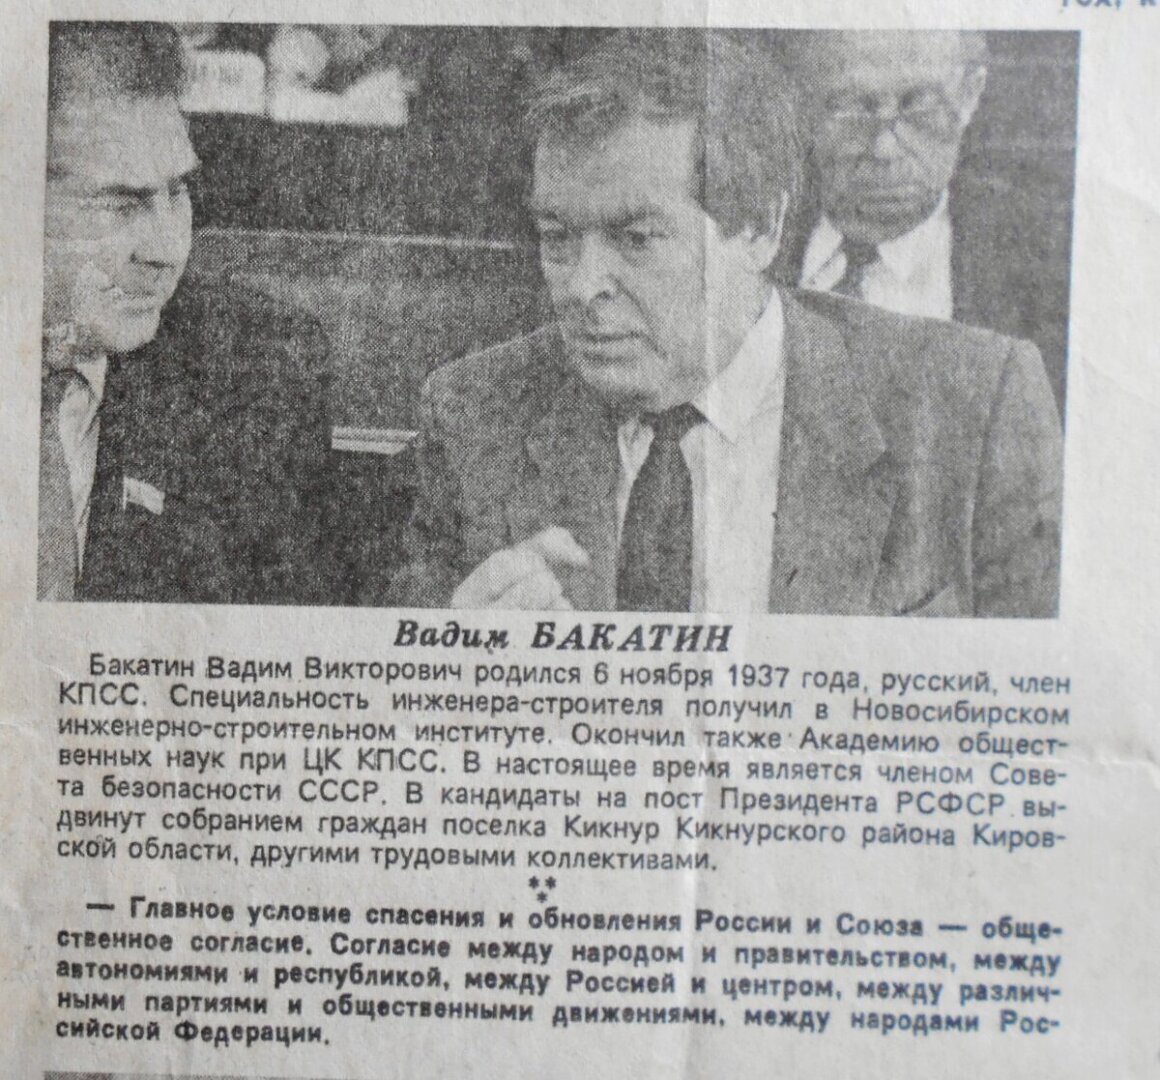 Вадим БАКАТИН
Бакатин Вадим Викторович родился 6 ноября 1937 года, русский, член
КПСС. Специальность инженера-строителя получил в Новосибирском
инженерно-строительном институте. Окончил также Академию общест-
венных наук при ЦК КПСС. В настоящее время является членом Сове-
та безопасности СССР. В кандидаты на пост Президента РСФСР вы-
двинут собранием граждан поселка Кикнур Кикнурского района Киров-
ской области, другими трудовыми коллективами.
***
— Главное условие спасения и обновления России и Союза — обще-
ственное согласие. Согласие между народом и правительством, между
автономиями и республикой, между Россией и центром, между различ-
ными партиями и общественными движениями, между народами Рос-
сийской Федерации.